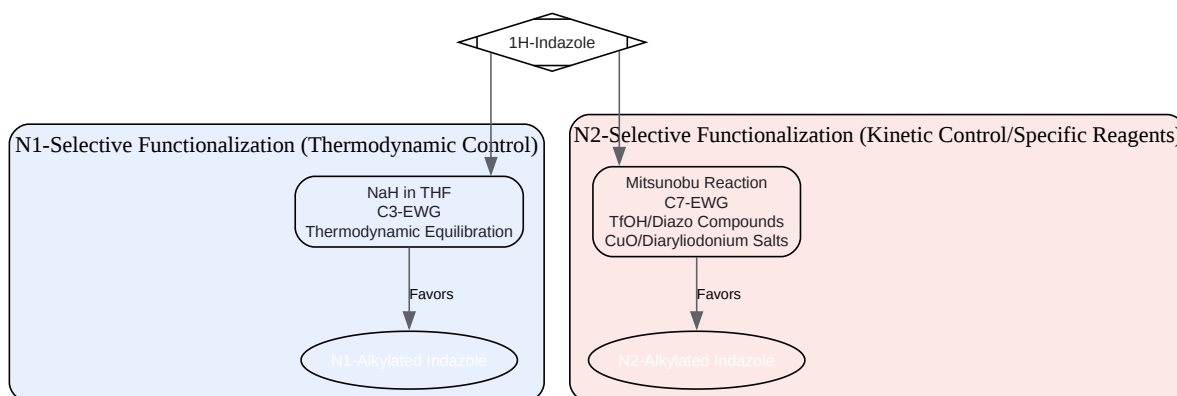 1H-Indazole
N1-Selective Functionalization (Thermodynamic Control)
NaH in THF
C3-EWG
Thermodynamic Equilibration
Favors
N1-Alkylated Indazole
N2-Selective Functionalization (Kinetic Control/Specific Reagents)
Mitsunobu Reaction
C7-EWG
TfOH/Diazo Compounds
CuO/Diaryliodonium Salts
Favors
N2-Alkylated Indazole